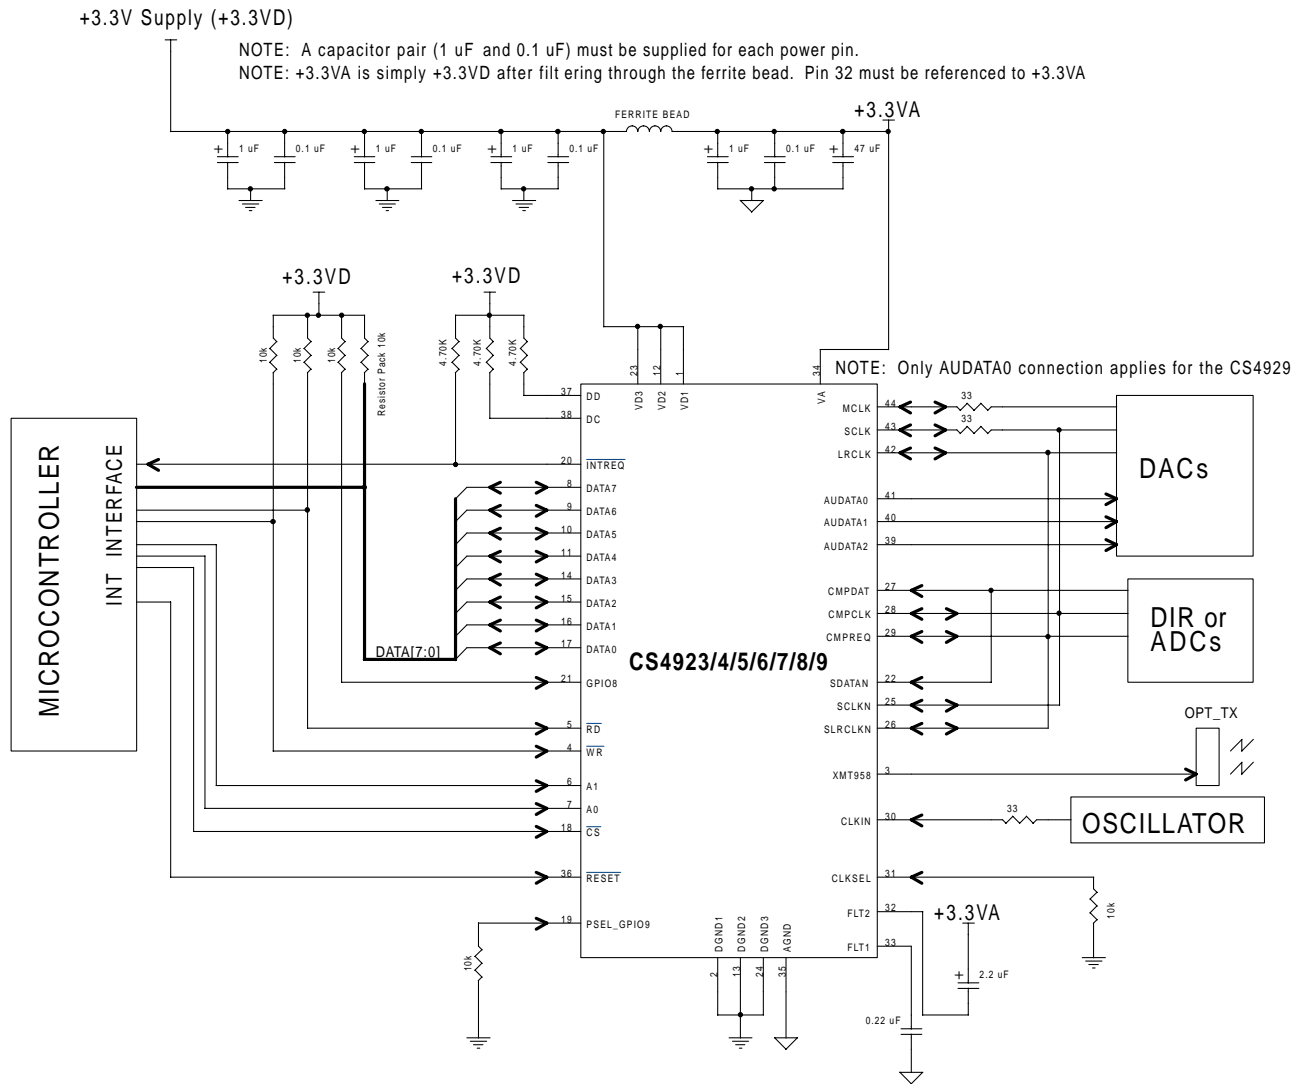 +3.3V Supply (+3.3VD)
NOTE: A capacitor pair (1 uF and 0.1 uF) must be supplied for each power pin.
NOTE: +3.3VA is simply +3.3VD after filt ering through the ferrite bead. Pin 32 must be referenced to +3.3VA
+3.3VA
FERRITE BEAD
+ 1 uF
0.1 uF
+ 1 uF
0.1 uF
+ 1 uF
0.1 uF
+ 1 uF
0.1 uF
+ 47 uF
+3.3VD
+3.3VD
10k
10k
10k
Resistor Pack 10k
4.70K
4.70K
4.70K
23
12
1
34
VD3
VD2
VD1
VA
NOTE: Only AUDATA0 connection applies for the CS4929
MICROCONTROLLER
INT INTERFACE
DATA[7:0]
37 DD
38 DC
20 INTREQ
8 DATA7
9 DATA6
10 DATA5
11 DATA4
14 DATA3
15 DATA2
16 DATA1
17 DATA0
21 GPIO8
5 RD
4 WR
6 A1
7 A0
18 CS
36 RESET
19 PSEL_GPIO9
10k
CS4923/4/5/6/7/8/9
MCLK 44
33
SCLK 43
33
LRCLK 42
AUDATA0 41
AUDATA1 40
AUDATA2 39
DACs
CMPDAT 27
CMPCLK 28
CMPREQ 29
DIR or
ADCs
SDATAN 22
SCLKN 25
SLRCLKN 26
OPT_TX
XMT958 3
CLKIN 30
33
OSCILLATOR
CLKSEL 31
10k
FLT2 32
+3.3VA
FLT1 33
+ 2.2 uF
0.22 uF
DGND1
DGND2
DGND3
AGND
2
13
24
35